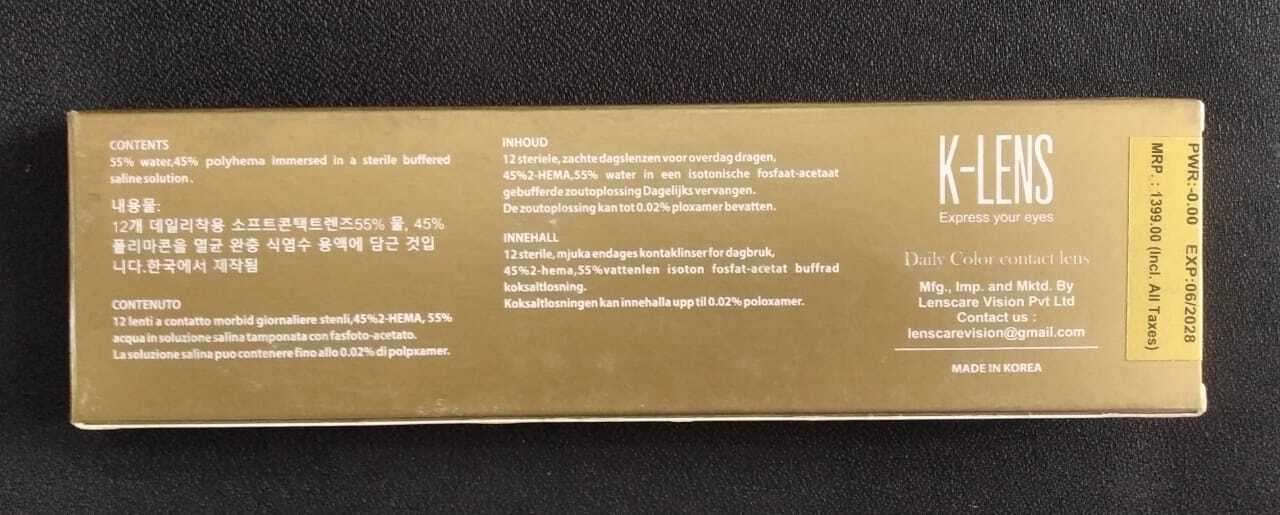 CONTENTS
55% water,45% polyhema immersed in a sterile buffered
saline solution.
내용물:
12개 데일리착용 소프트콘택트렌즈55% 물, 45%
폴리마콘을 멸균 완충 식염수 용액에 담근 것입
니다.한국에서 제작됨
CONTENUTO
12 lenti a contatto morbid giornaliere stenli,45%2-HEMA, 55%
acqua in soluzione salina tamponata con fasfoto-acetato.
La soluzione salina puo contenere fino allo 0.02% di polpxamer.
INHOUD
12 steriele, zachte dagslenzen voor overdag dragen,
45%2-HEMA,55% water in een isotonische fosfaat-acetaat
gebufferde zoutoplossing Dagelijks vervangen.
De zoutoplossing kan tot 0.02% ploxamer bevatten.
INNEHALL
12 sterile, mjuka endages kontaklinser for dagbruk,
45%2-hema,55%vattenlen isoton fosfat-acetat buffrad
koksaltlosning.
Koksaltlosningen kan innehalla upp til 0.02% poloxamer.
K-LENS
Express your eyes
Daily Color contact lens
Mfg., Imp. and Mktd. By
Lenscare Vision Pvt Ltd
Contact us :
lenscarevision@gmail.com
MADE IN KOREA
PWR:-0.00 EXP:06/2028
MRP. : 1399.00 (Incl. All Taxes)